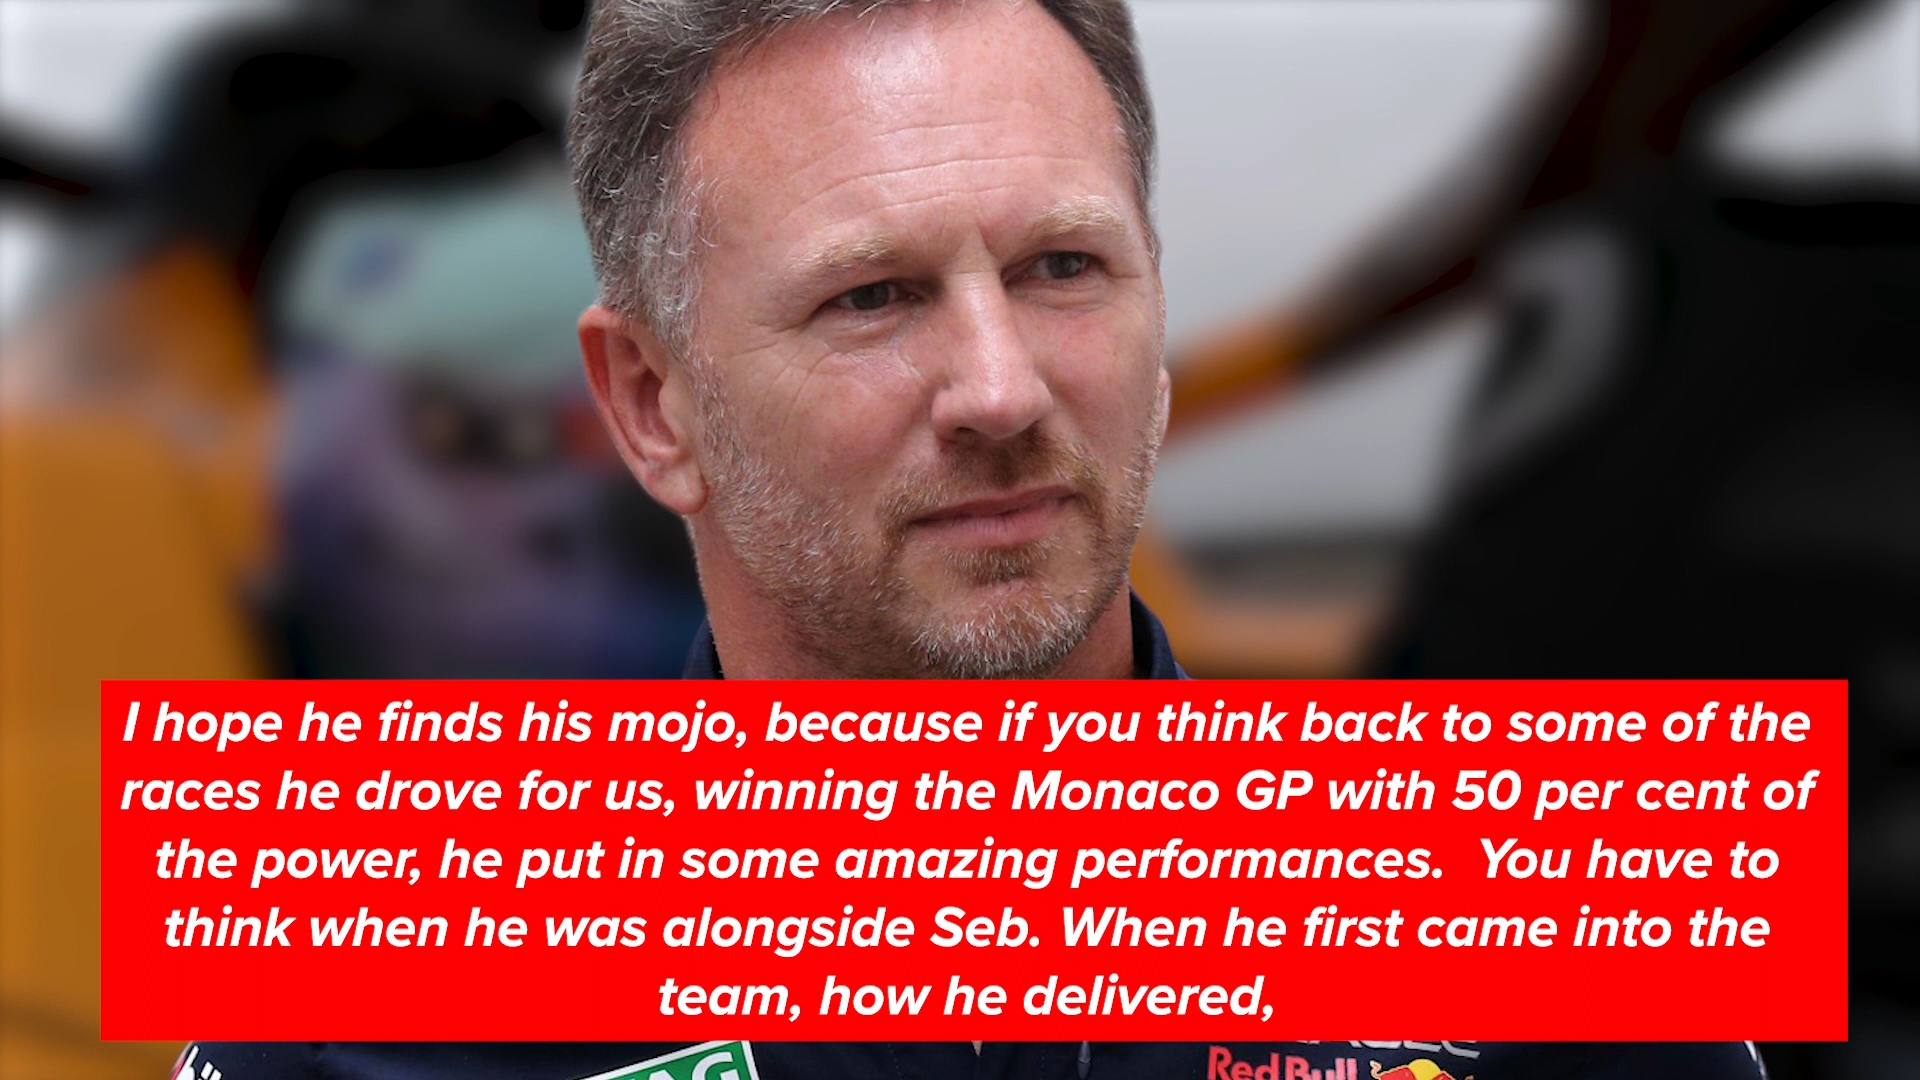 I hope he finds his mojo, because if you think back to some of the
races he drove for us, winning the Monaco GP with 50 per cent of
the power, he put in some amazing performances.  You have to
think when he was alongside Seb. When he first came into the
team, how he delivered,
TAG
Red Bull